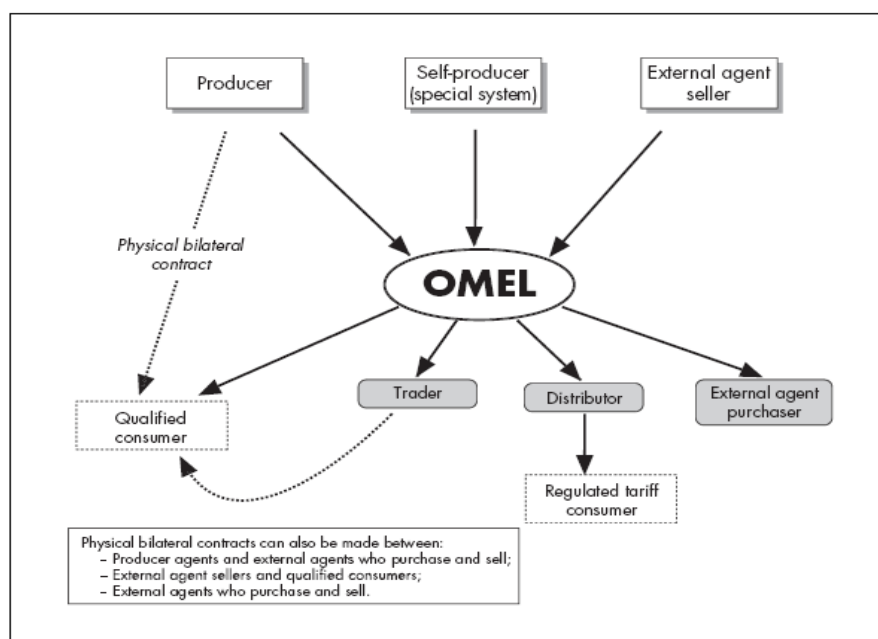 Producer
Self-producer
(special system)
External agent
seller
Physical bilateral
contract
OMEL
Qualified
consumer
Trader
Distributor
External agent
purchaser
Regulated tariff
consumer
Physical bilateral contracts can also be made between:
– Producer agents and external agents who purchase and sell;
– External agent sellers and qualified consumers;
– External agents who purchase and sell.